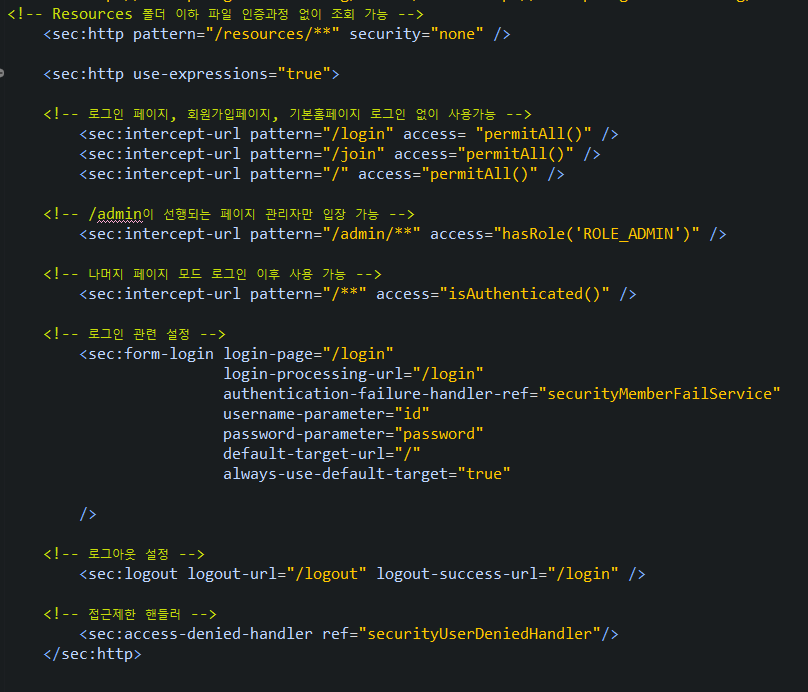 <!-- Resources 폴더 이하 파일 인증과정 없이 조회 가능 -->
<sec:http pattern="/resources/**" security="none" />
<sec:http use-expressions="true">
<!-- 로그인 페이지, 회원가입페이지, 기본홈페이지 로그인 없이 사용가능 -->
<sec:intercept-url pattern="/login" access= "permitAll()" />
<sec:intercept-url pattern="/join" access="permitAll()" />
<sec:intercept-url pattern="/" access="permitAll()" />
<!-- /admin이 선행되는 페이지 관리자만 입장 가능 -->
<sec:intercept-url pattern="/admin/**" access="hasRole('ROLE_ADMIN')" />
<!-- 나머지 페이지 모드 로그인 이후 사용 가능 -->
<sec:intercept-url pattern="/**" access="isAuthenticated()" />
<!-- 로그인 관련 설정 -->
<sec:form-login login-page="/login"
login-processing-url="/login"
authentication-failure-handler-ref="securityMemberFailService"
username-parameter="id"
password-parameter="password"
default-target-url="/"
always-use-default-target="true"
/>
<!-- 로그아웃 설정 -->
<sec:logout logout-url="/logout" logout-success-url="/login" />
<!-- 접근제한 핸들러 -->
<sec:access-denied-handler ref="securityUserDeniedHandler"/>
</sec:http>